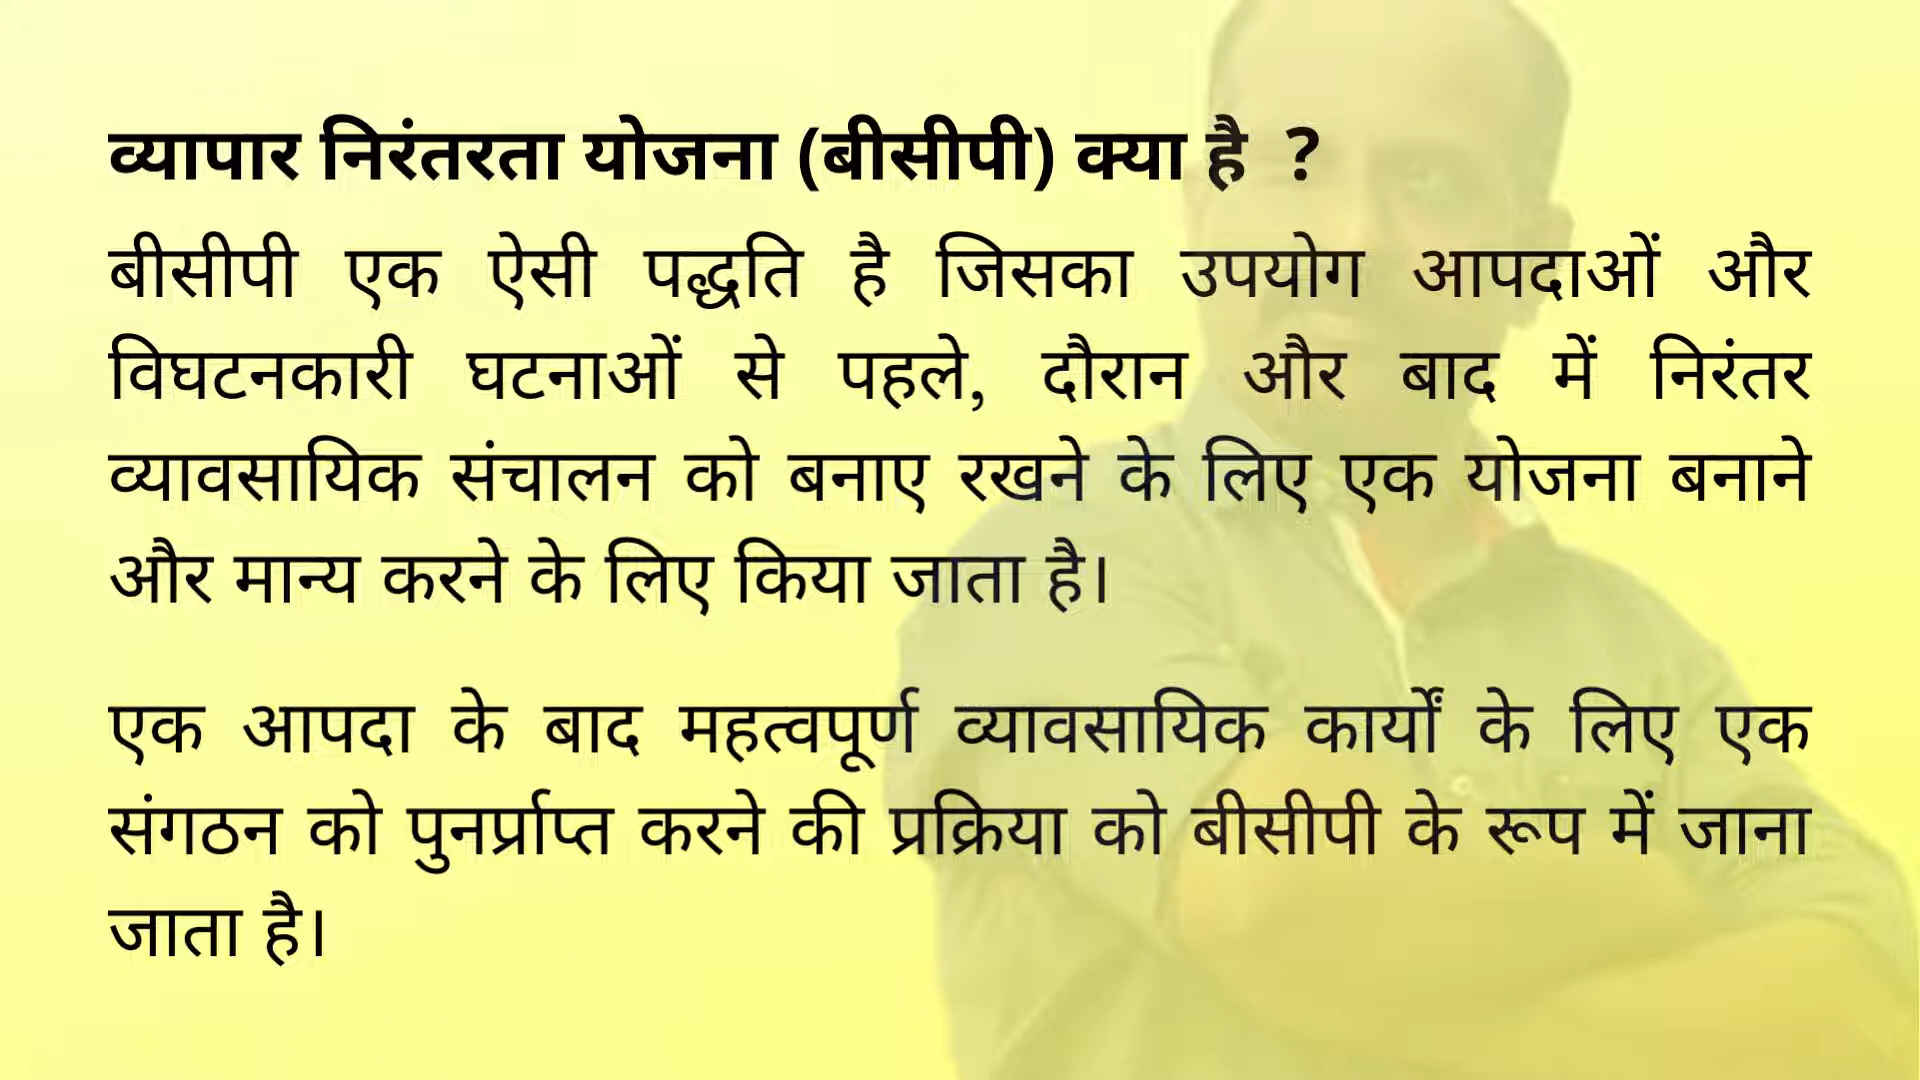 व्यापार निरंतरता योजना (बीसीपी) क्या है ?
बीसीपी एक ऐसी पद्धति है जिसका उपयोग आपदाओं और
विघटनकारी घटनाओं से पहले, दौरान और बाद में निरंतर
व्यावसायिक संचालन को बनाए रखने के लिए एक योजना बनाने
और मान्य करने के लिए किया जाता है।
एक आपदा के बाद महत्वपूर्ण व्यावसायिक कार्यों के लिए एक
संगठन को पुनर्प्राप्त करने की प्रक्रिया को बीसीपी के रूप में जाना
जाता है।